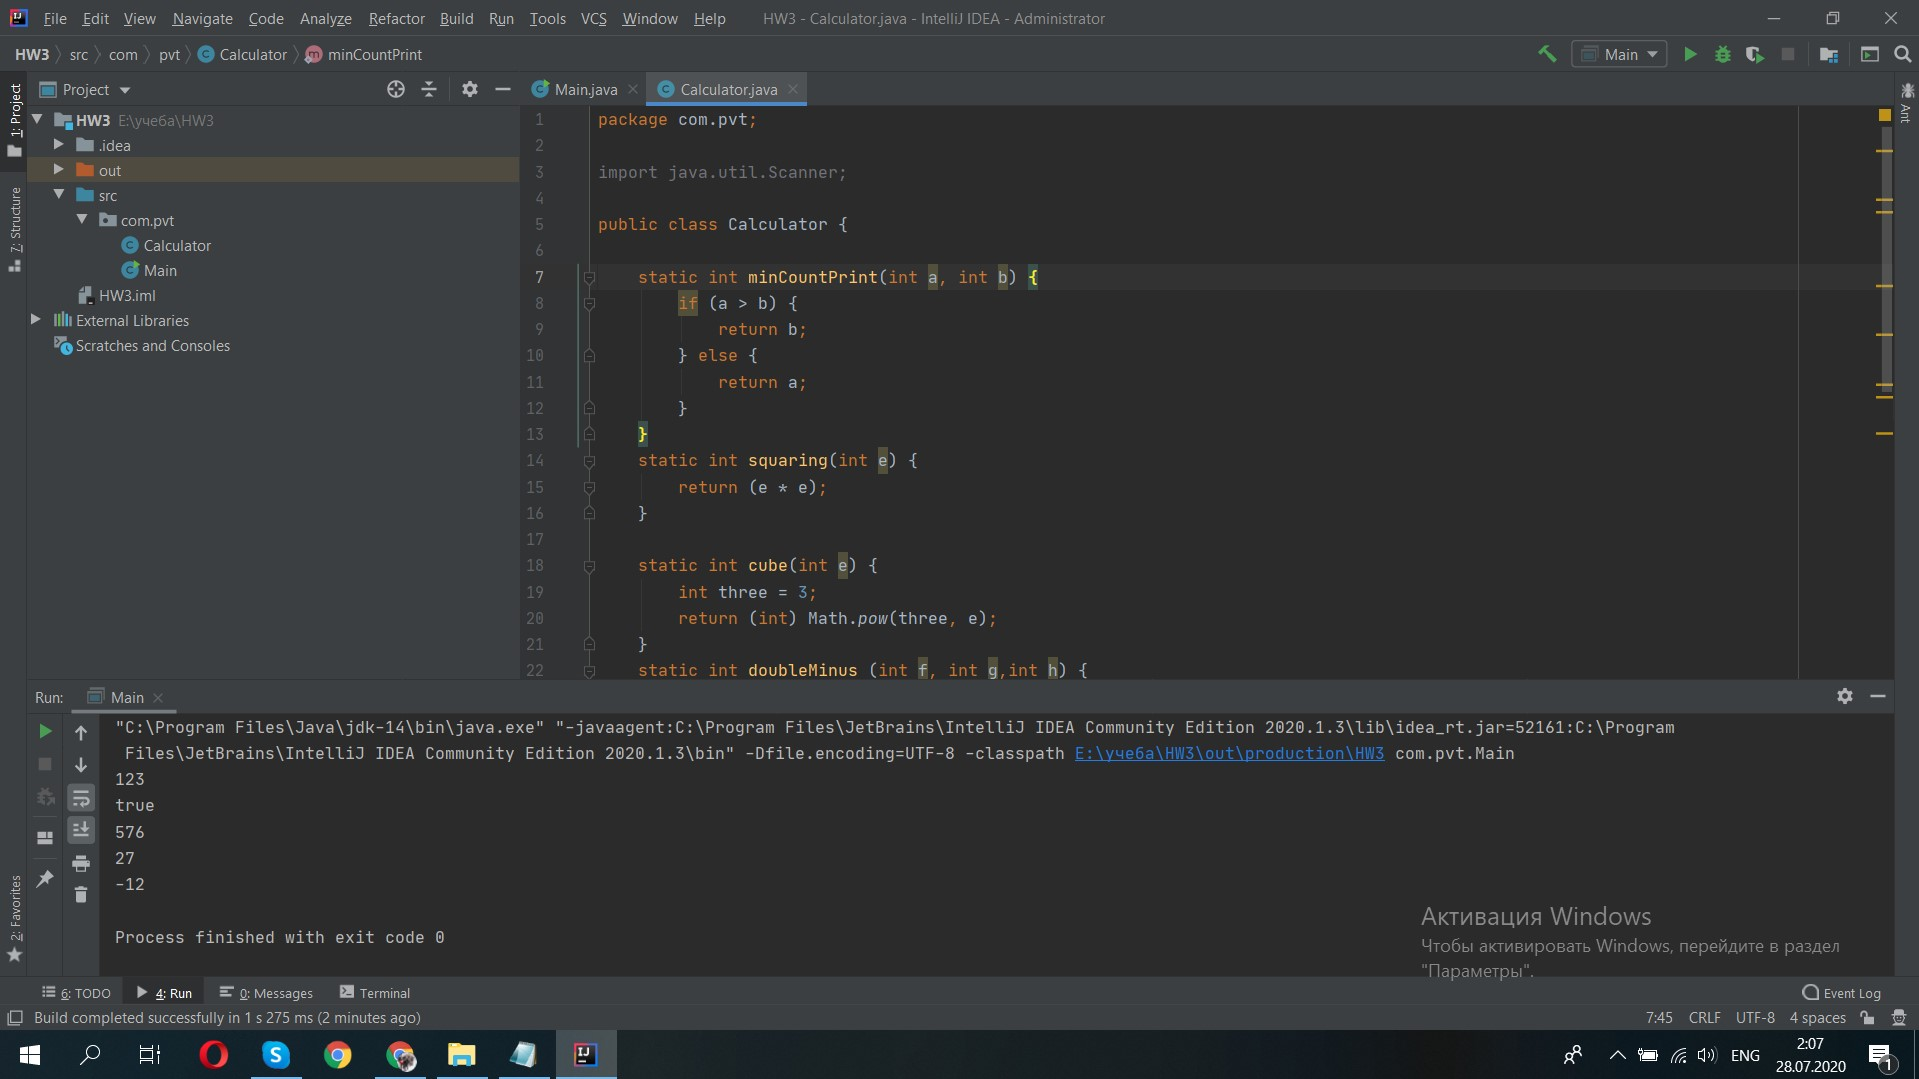 File Edit View Navigate Code Analyze Refactor Build Run Tools VCS Window Help HW3 - Calculator.java - IntelliJ IDEA - Administrator
HW3 src com pvt Calculator minCountPrint Main
1: Project
7: Structure
2: Favorites
Ant
Project
HW3 E:\учеба\HW3
.idea
out
src
com.pvt
Calculator
Main
HW3.iml
External Libraries
Scratches and Consoles
Main.java Calculator.java
1 package com.pvt;
2
3 import java.util.Scanner;
4
5 public class Calculator {
6
7 static int minCountPrint(int a, int b) {
8 if (a > b) {
9 return b;
10 } else {
11 return a;
12 }
13 }
14 static int squaring(int e) {
15 return (e * e);
16 }
17
18 static int cube(int e) {
19 int three = 3;
20 return (int) Math.pow(three, e);
21 }
22 static int doubleMinus (int f, int g,int h) {
Run: Main
"C:\Program Files\Java\jdk-14\bin\java.exe" "-javaagent:C:\Program Files\JetBrains\IntelliJ IDEA Community Edition 2020.1.3\lib\idea_rt.jar=52161:C:\Program
Files\JetBrains\IntelliJ IDEA Community Edition 2020.1.3\bin" -Dfile.encoding=UTF-8 -classpath E:\учеба\HW3\out\production\HW3 com.pvt.Main
123
true
576
27
-12
Process finished with exit code 0
Активация Windows
Чтобы активировать Windows, перейдите в раздел
"Параметры".
6: TODO 4: Run 0: Messages Terminal Event Log
Build completed successfully in 1 s 275 ms (2 minutes ago) 7:45 CRLF UTF-8 4 spaces
ENG 2:07
28.07.2020
1